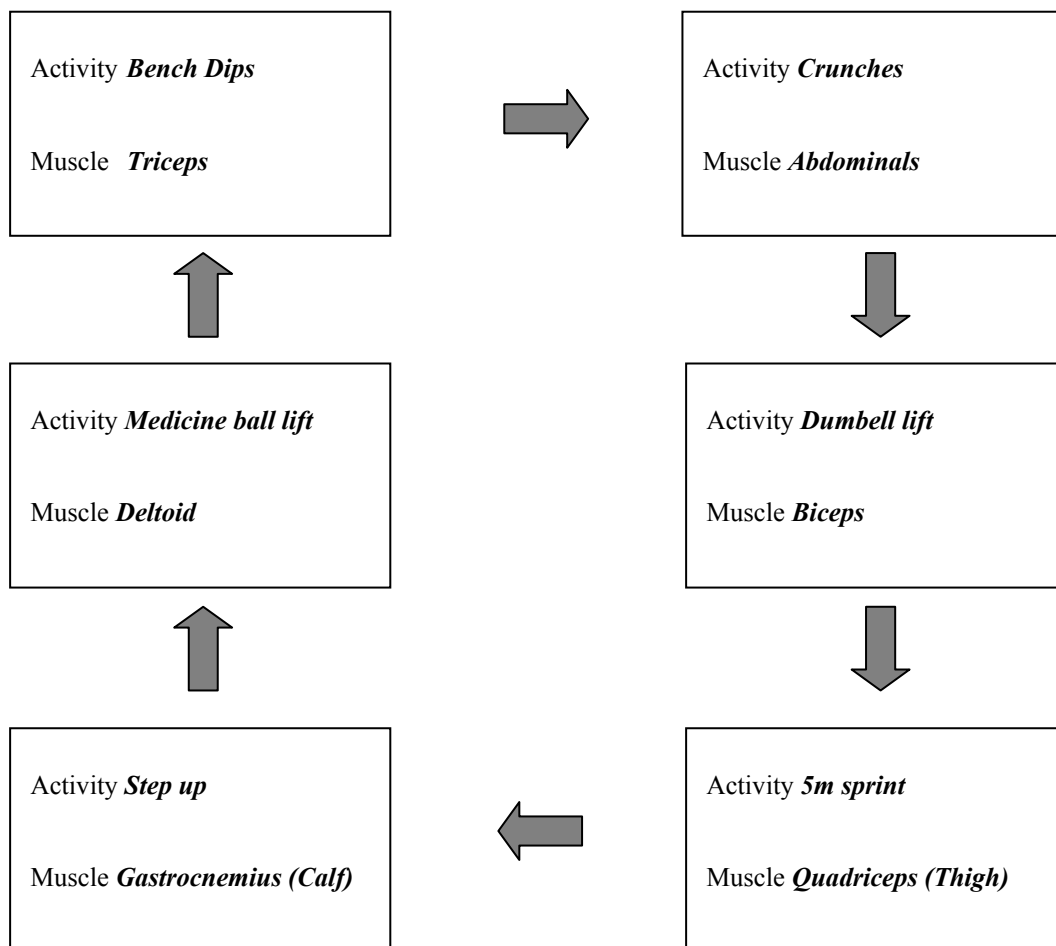 Activity Bench Dips
Muscle Triceps
Activity Crunches
Muscle Abdominals
Activity Medicine ball lift
Muscle Deltoid
Activity Dumbell lift
Muscle Biceps
Activity Step up
Muscle Gastrocnemius (Calf)
Activity 5m sprint
Muscle Quadriceps (Thigh)